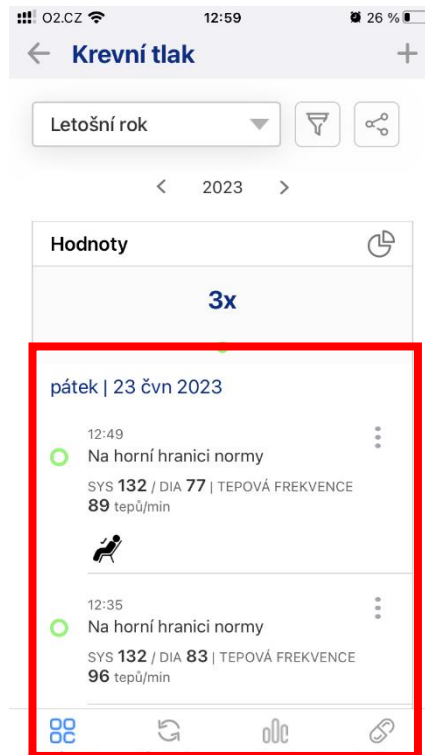 O2.CZ 12:59 26 %
Krevní tlak
Letošní rok
2023
Hodnoty
3x
pátek | 23 čvn 2023
12:49
Na horní hranici normy
SYS 132 / DIA 77 | TEPOVÁ FREKVENCE
89 tepů/min
12:35
Na horní hranici normy
SYS 132 / DIA 83 | TEPOVÁ FREKVENCE
96 tepů/min